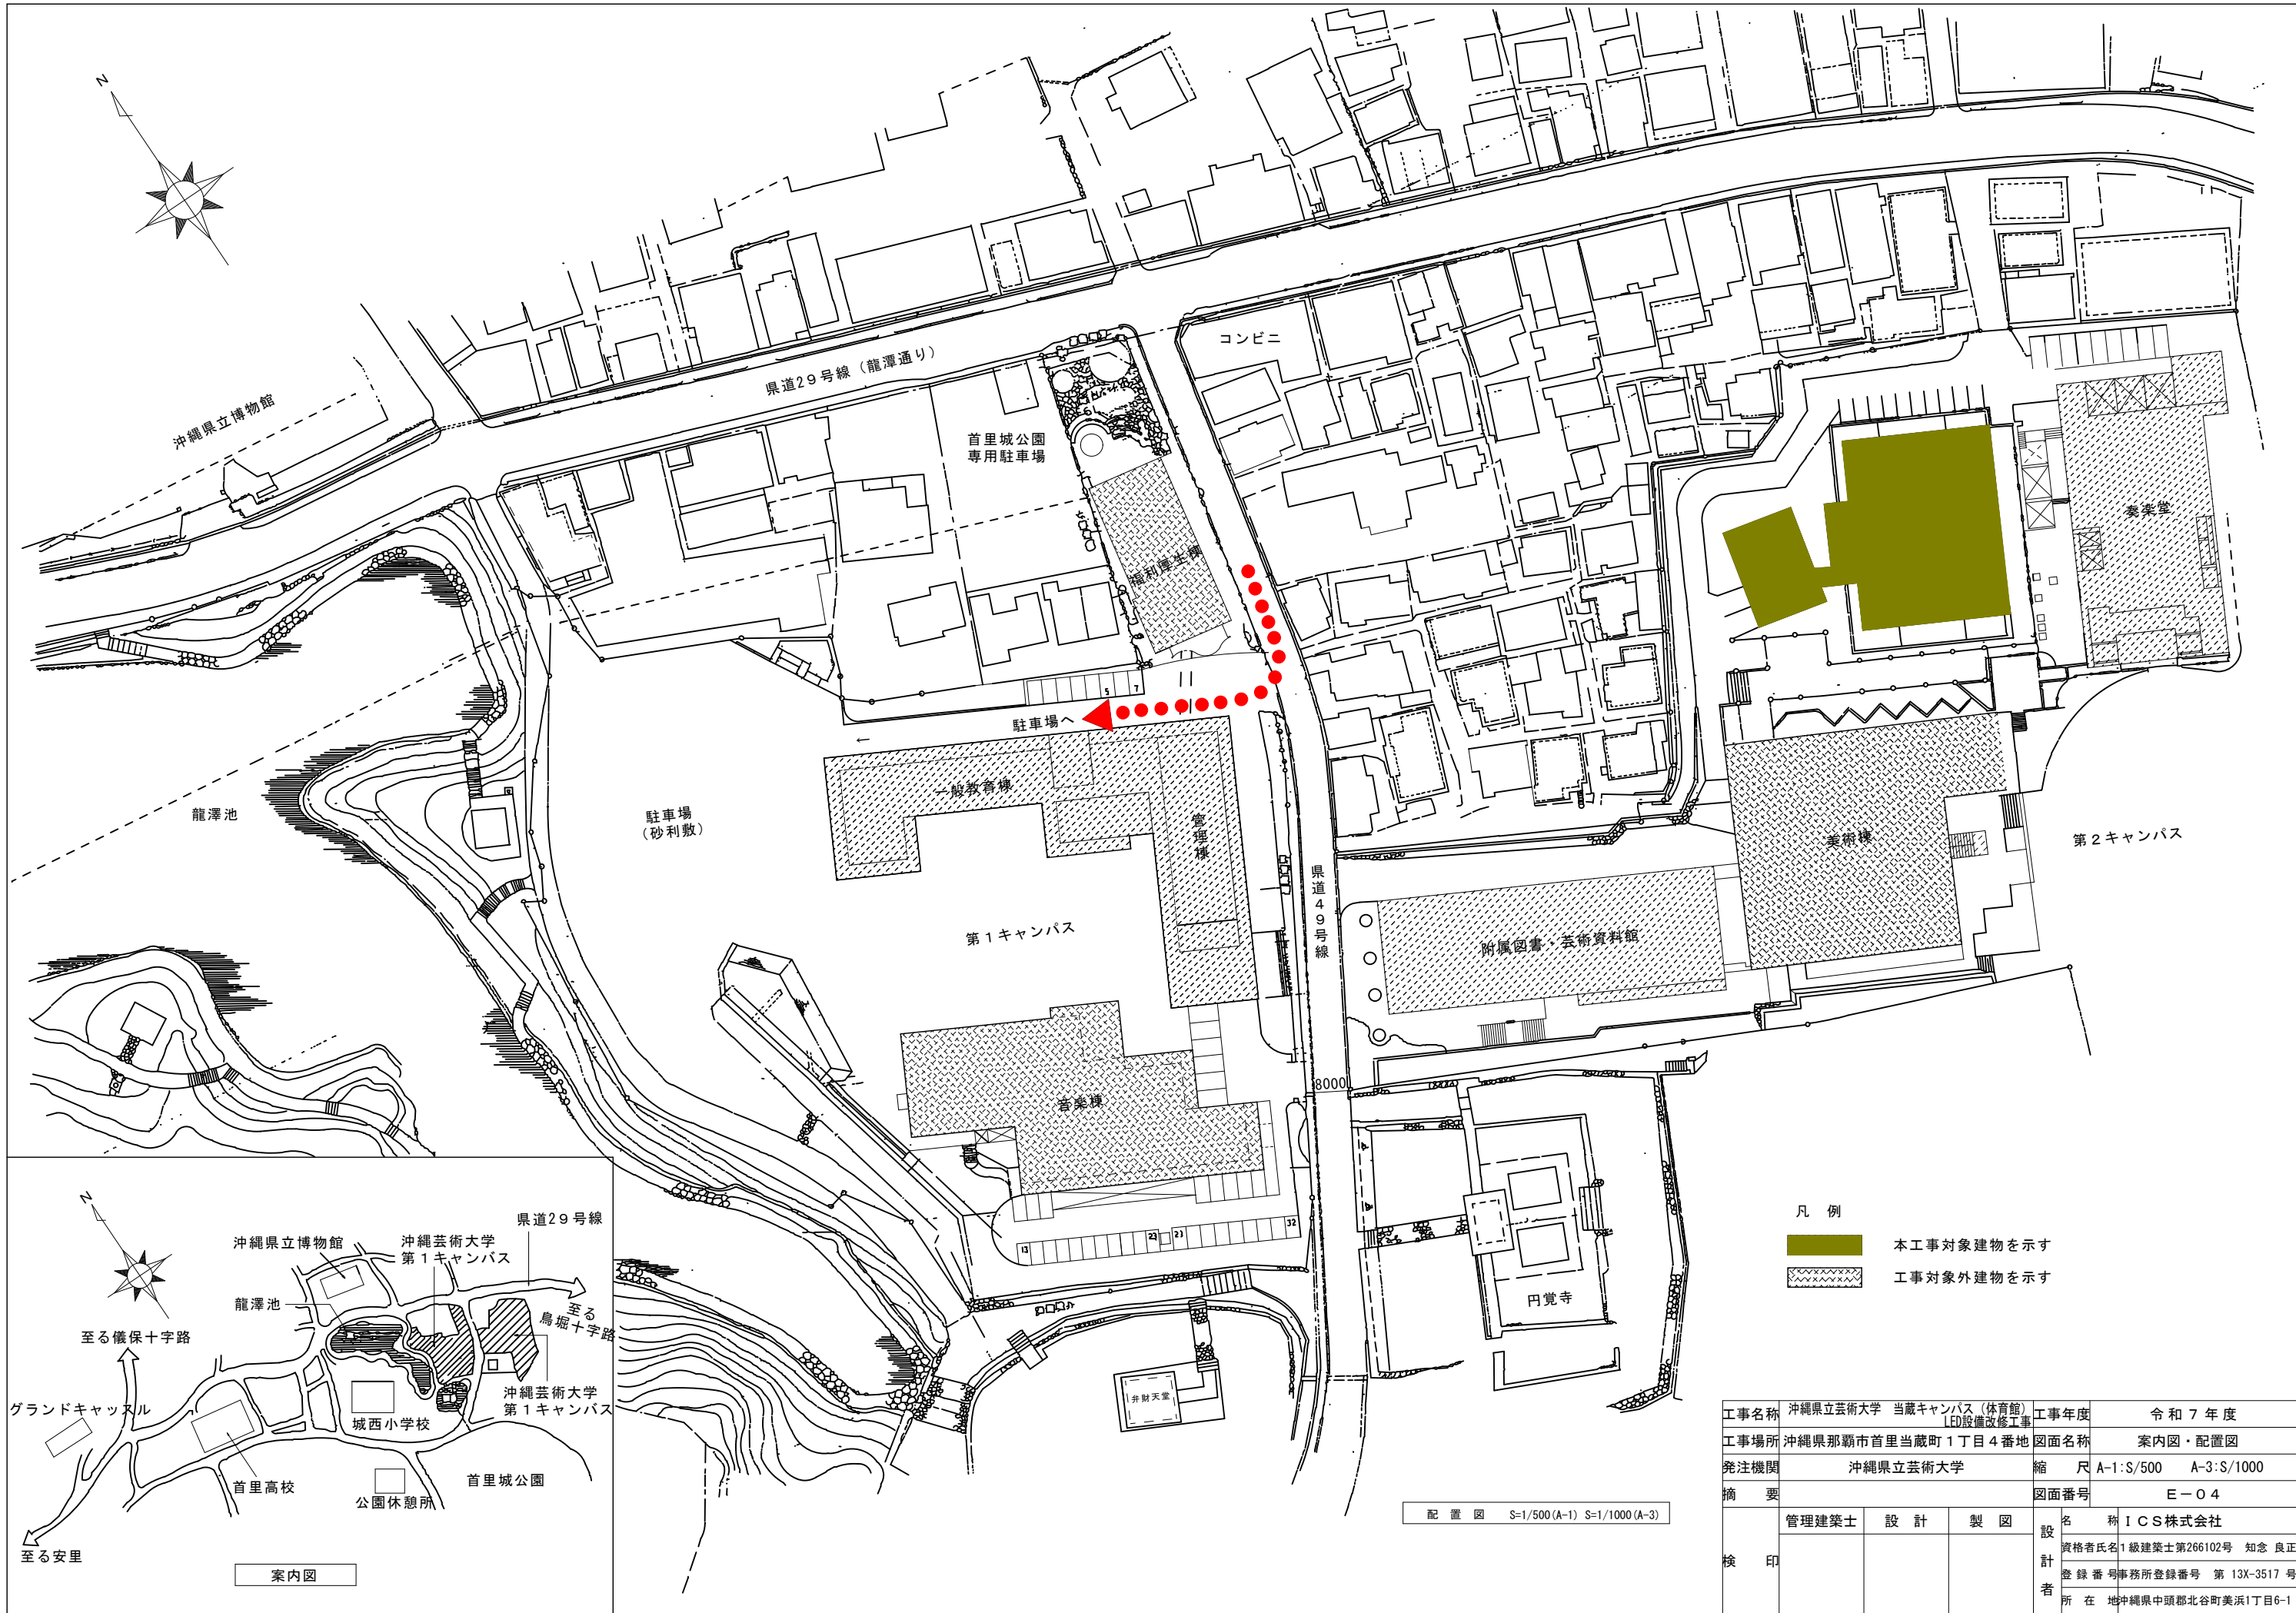 N
沖縄県立博物館
県道29号線（龍潭通り）
コンビニ
首里城公園
専用駐車場
福利厚生棟
奏楽堂
5
7
駐車場へ
←
一般教育棟
管理棟
龍澤池
駐車場
（砂利敷）
美術棟
第２キャンパス
県道４９号線
第１キャンパス
附属図書・芸術資料館
8000
音楽棟
13
23
21
32
円覚寺
弁財天堂
凡　例
本工事対象建物を示す
工事対象外建物を示す
N
県道29号線
沖縄県立博物館
沖縄芸術大学
第１キャンパス
龍澤池
至る
鳥堀十字路
至る儀保十字路
沖縄芸術大学
第１キャンパス
グランドキャッスル
城西小学校
首里高校
首里城公園
公園休憩所
至る安里
案内図
配　置　図　S=1/500(A-1) S=1/1000(A-3)
工事名称　沖縄県立芸術大学　当蔵キャンパス（体育館）
LED設備改修工事
工事年度　令和７年度
工事場所　沖縄県那覇市首里当蔵町１丁目４番地　図面名称　案内図・配置図
発注機関　沖縄県立芸術大学　縮　尺　A-1:S/500　A-3:S/1000
摘　要　図面番号　Ｅ－０４
検　印　管理建築士　設　計　製　図
設計者
名　称　ＩＣＳ株式会社
資格者氏名　1級建築士第266102号　知念 良正
登録番号　事務所登録番号　第 13X-3517 号
所　在　地　沖縄県中頭郡北谷町美浜1丁目6-1